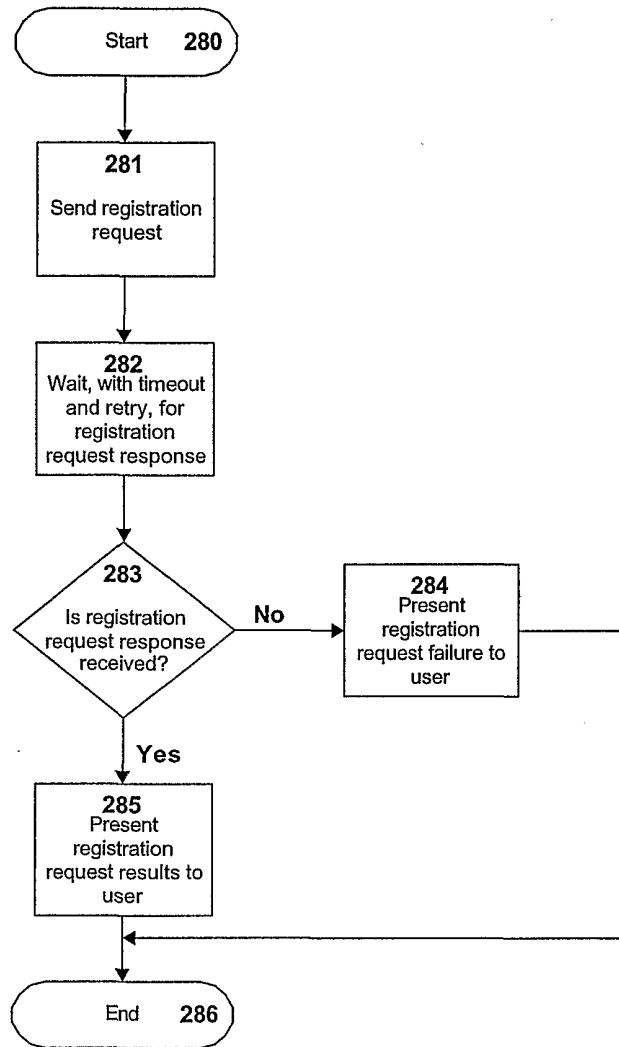 Start 280
281
Send registration
request
282
Wait, with timeout
and retry, for
registration
request response
283
Is registration
request response
received?
No
284
Present
registration
request failure to
user
Yes
285
Present
registration
request results to
user
End 286